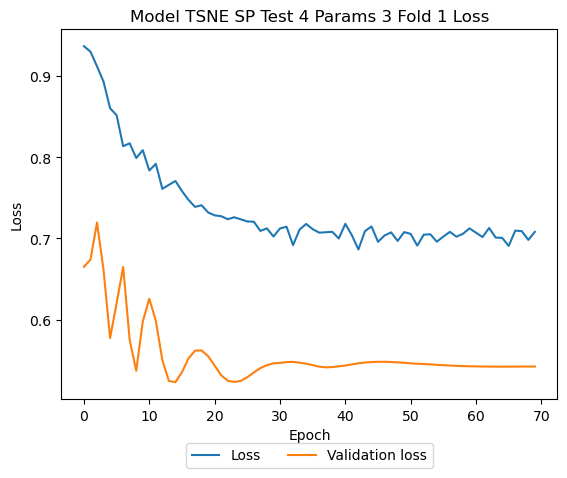 Model TSNE SP Test 4 Params 3 Fold 1 Loss
Loss
0.9
0.8
0.7
0.6
0 10 20 30 40 50 60 70
Epoch
Loss Validation loss